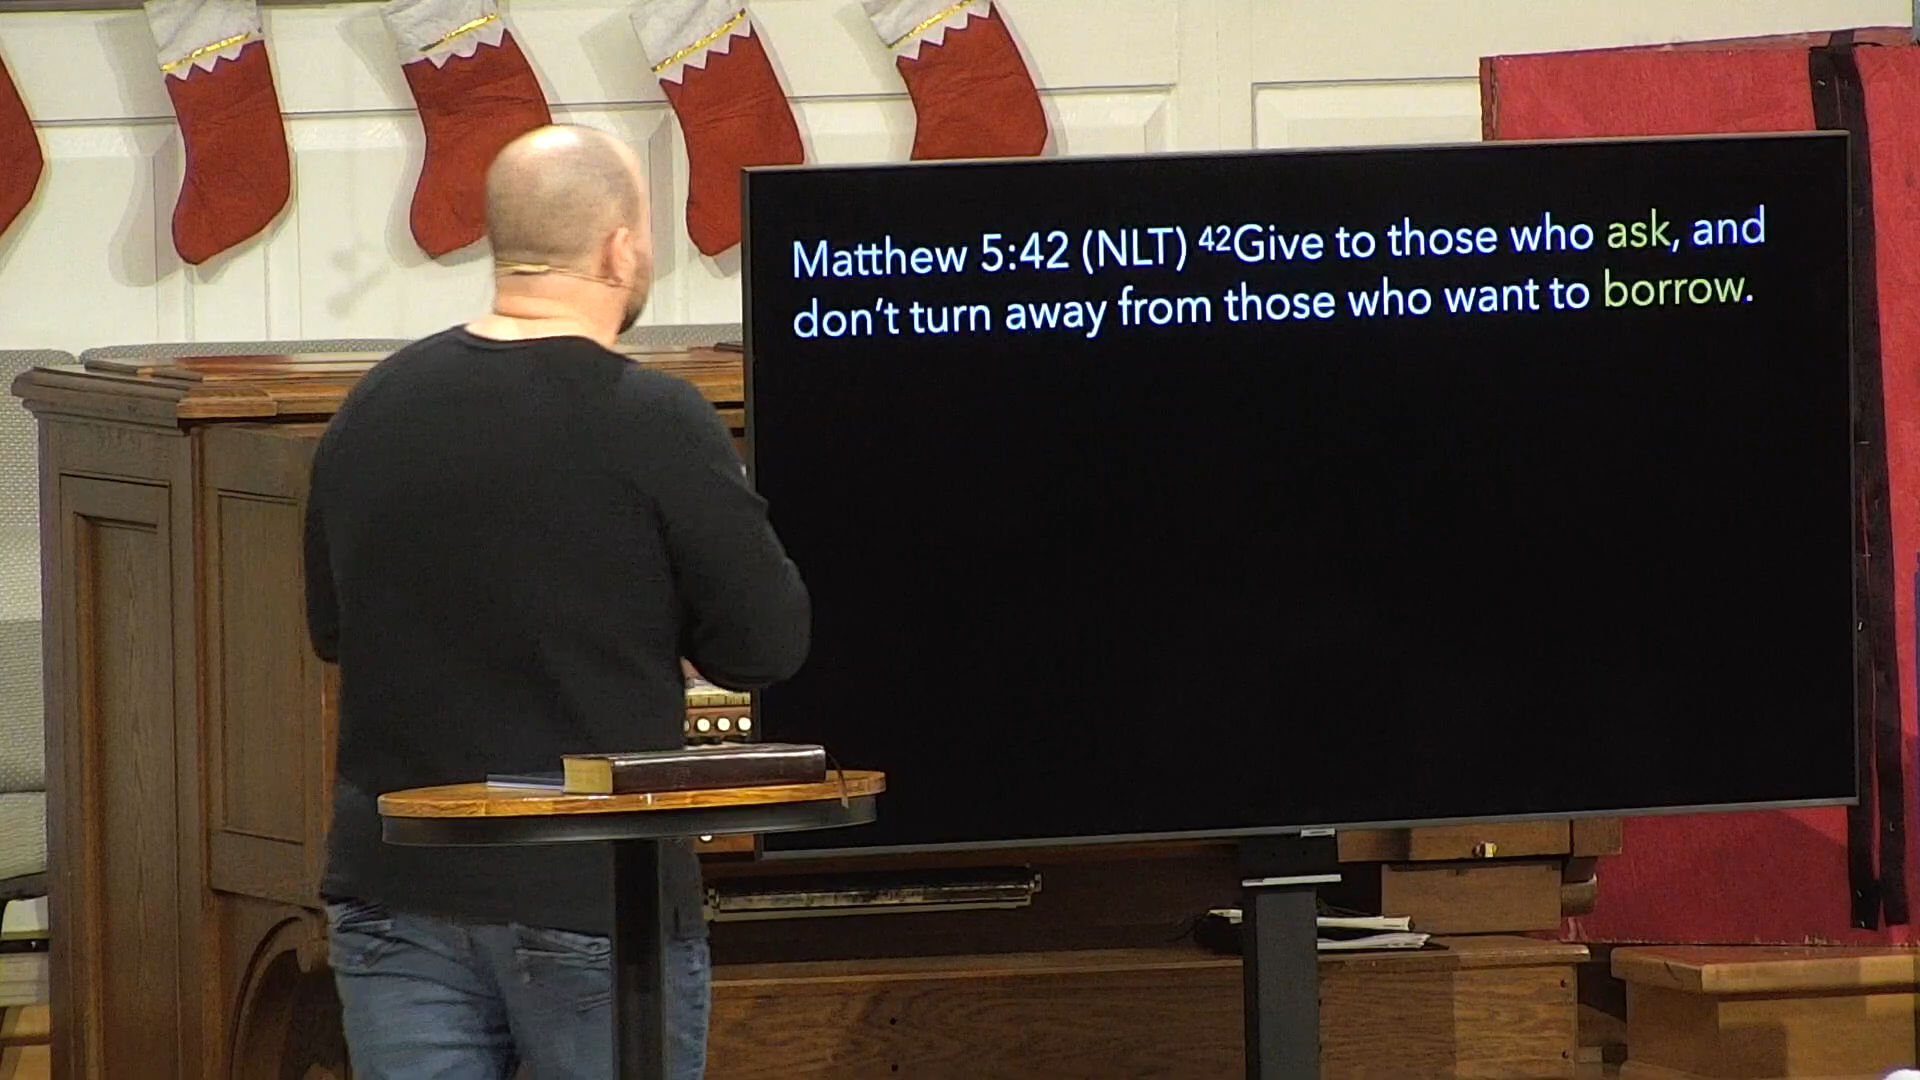 Matthew 5:42 (NLT) ⁴²Give to those who ask, and
don’t turn away from those who want to borrow.